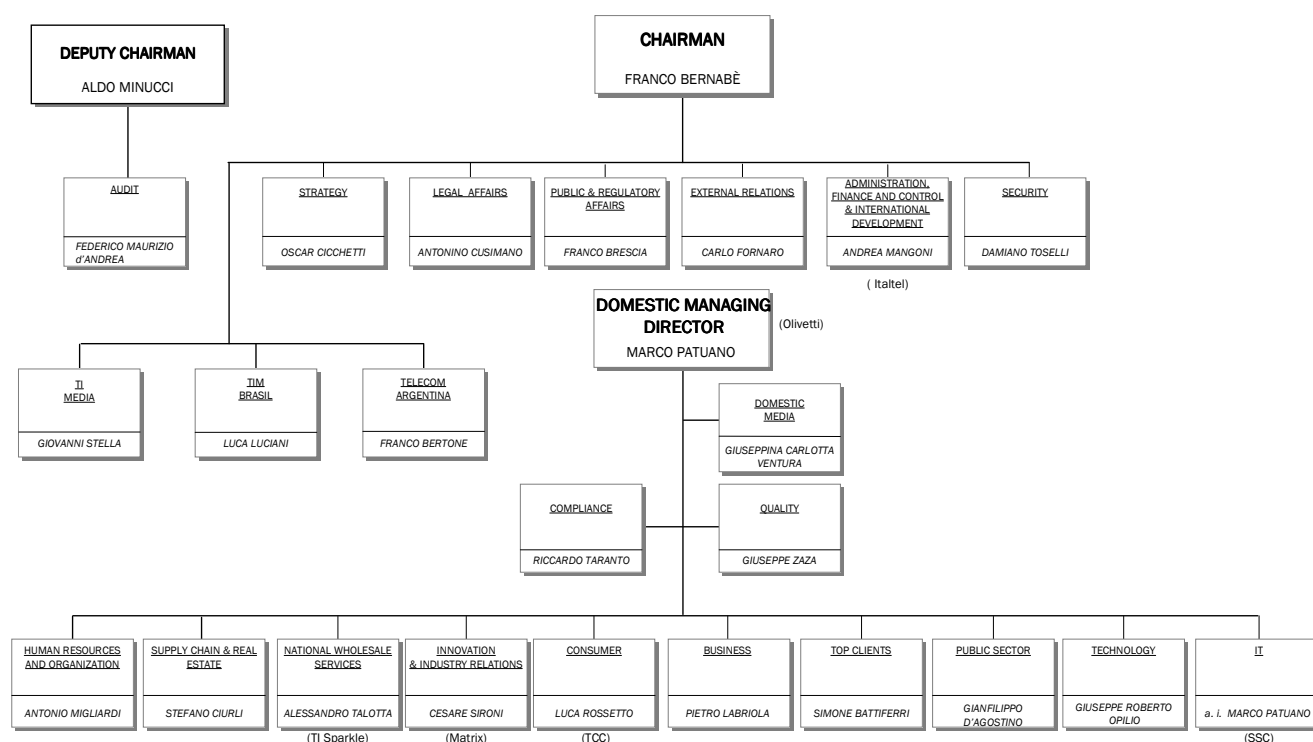 DEPUTY CHAIRMAN
ALDO MINUCCI
CHAIRMAN
FRANCO BERNABÈ
AUDIT
FEDERICO MAURIZIO
d'ANDREA
STRATEGY
OSCAR CICCHETTI
LEGAL AFFAIRS
ANTONINO CUSIMANO
PUBLIC & REGULATORY
AFFAIRS
FRANCO BRESCIA
EXTERNAL RELATIONS
CARLO FORNARO
ADMINISTRATION,
FINANCE AND CONTROL
& INTERNATIONAL
DEVELOPMENT
ANDREA MANGONI
( Italtel)
SECURITY
DAMIANO TOSELLI
DOMESTIC MANAGING
DIRECTOR
MARCO PATUANO
(Olivetti)
TI
MEDIA
GIOVANNI STELLA
TIM
BRASIL
LUCA LUCIANI
TELECOM
ARGENTINA
FRANCO BERTONE
DOMESTIC
MEDIA
GIUSEPPINA CARLOTTA
VENTURA
COMPLIANCE
RICCARDO TARANTO
QUALITY
GIUSEPPE ZAZA
HUMAN RESOURCES
AND ORGANIZATION
ANTONIO MIGLIARDI
SUPPLY CHAIN & REAL
ESTATE
STEFANO CIURLI
NATIONAL WHOLESALE
SERVICES
ALESSANDRO TALOTTA
(TI Sparkle)
INNOVATION
& INDUSTRY RELATIONS
CESARE SIRONI
(Matrix)
CONSUMER
LUCA ROSSETTO
(TCC)
BUSINESS
PIETRO LABRIOLA
TOP CLIENTS
SIMONE BATTIFERRI
PUBLIC SECTOR
GIANFILIPPO
D'AGOSTINO
TECHNOLOGY
GIUSEPPE ROBERTO
OPILIO
IT
a. i. MARCO PATUANO
(SSC)